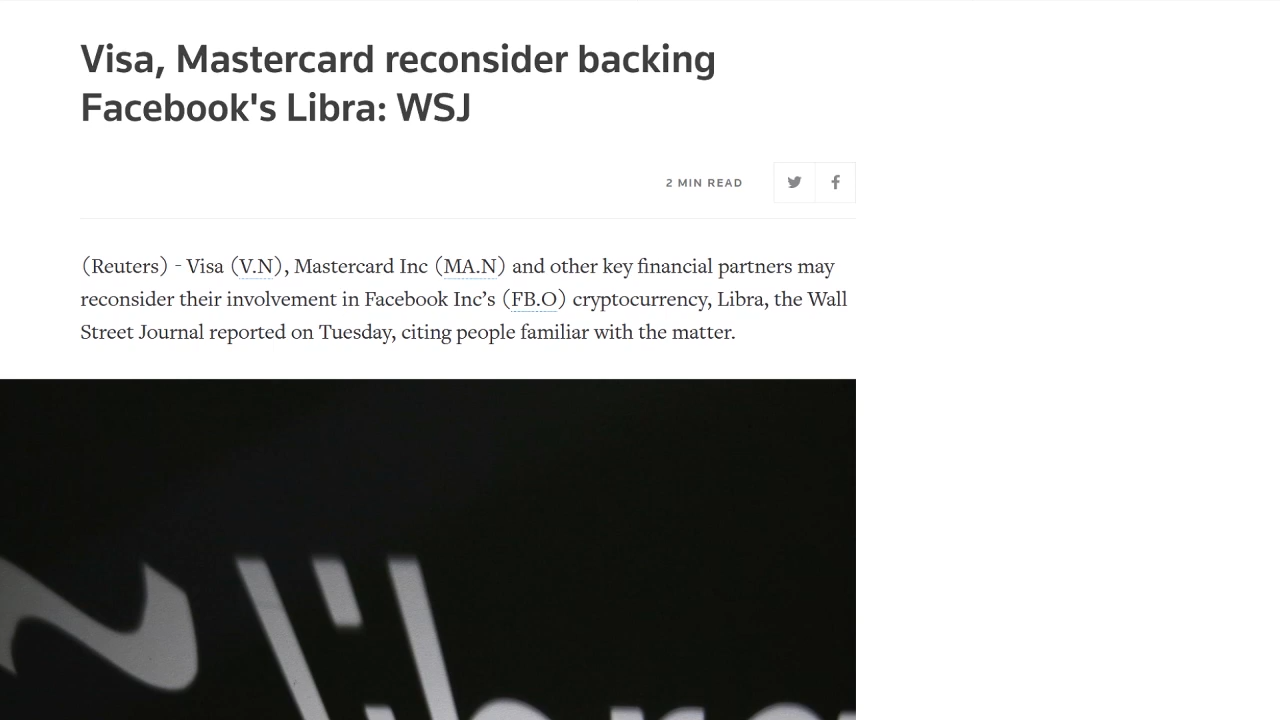 Visa, Mastercard reconsider backing
Facebook's Libra: WSJ
2 MIN READ
(Reuters) - Visa (V.N), Mastercard Inc (MA.N) and other key financial partners may
reconsider their involvement in Facebook Inc’s (FB.O) cryptocurrency, Libra, the Wall
Street Journal reported on Tuesday, citing people familiar with the matter.